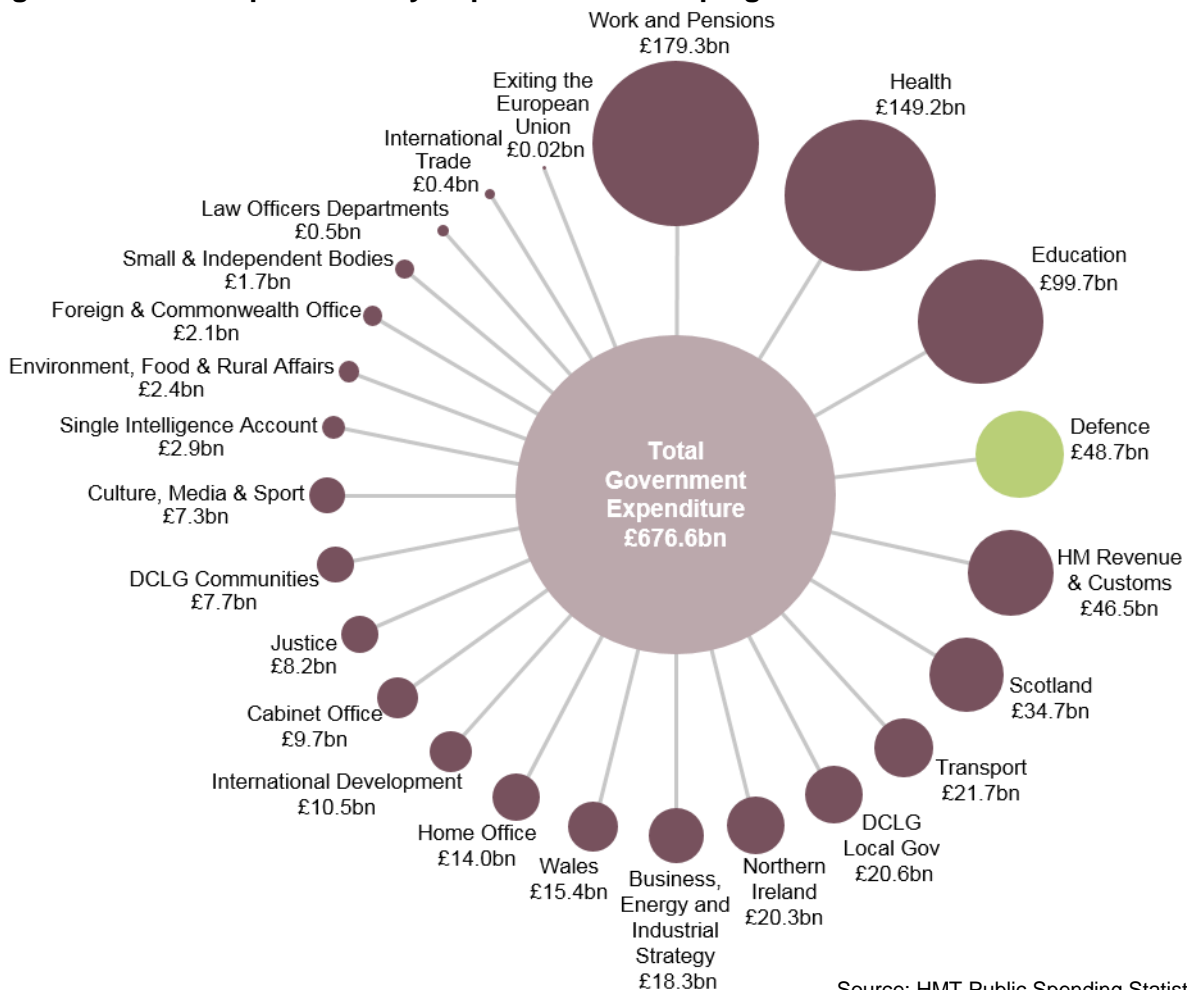 Work and Pensions
£179.3bn
Health
£149.2bn
Education
£99.7bn
Defence
£48.7bn
HM Revenue
& Customs
£46.5bn
Scotland
£34.7bn
Transport
£21.7bn
DCLG
Local Gov
£20.6bn
Northern
Ireland
£20.3bn
Business,
Energy and
Industrial
Strategy
£18.3bn
Wales
£15.4bn
Home Office
£14.0bn
International Development
£10.5bn
Cabinet Office
£9.7bn
Justice
£8.2bn
DCLG Communities
£7.7bn
Culture, Media & Sport
£7.3bn
Single Intelligence Account
£2.9bn
Environment, Food & Rural Affairs
£2.4bn
Foreign & Commonwealth Office
£2.1bn
Small & Independent Bodies
£1.7bn
Law Officers Departments
£0.5bn
International
Trade
£0.4bn
Exiting the
European
Union
£0.02bn
Total
Government
Expenditure
£676.6bn
Source: HMT Public Spending